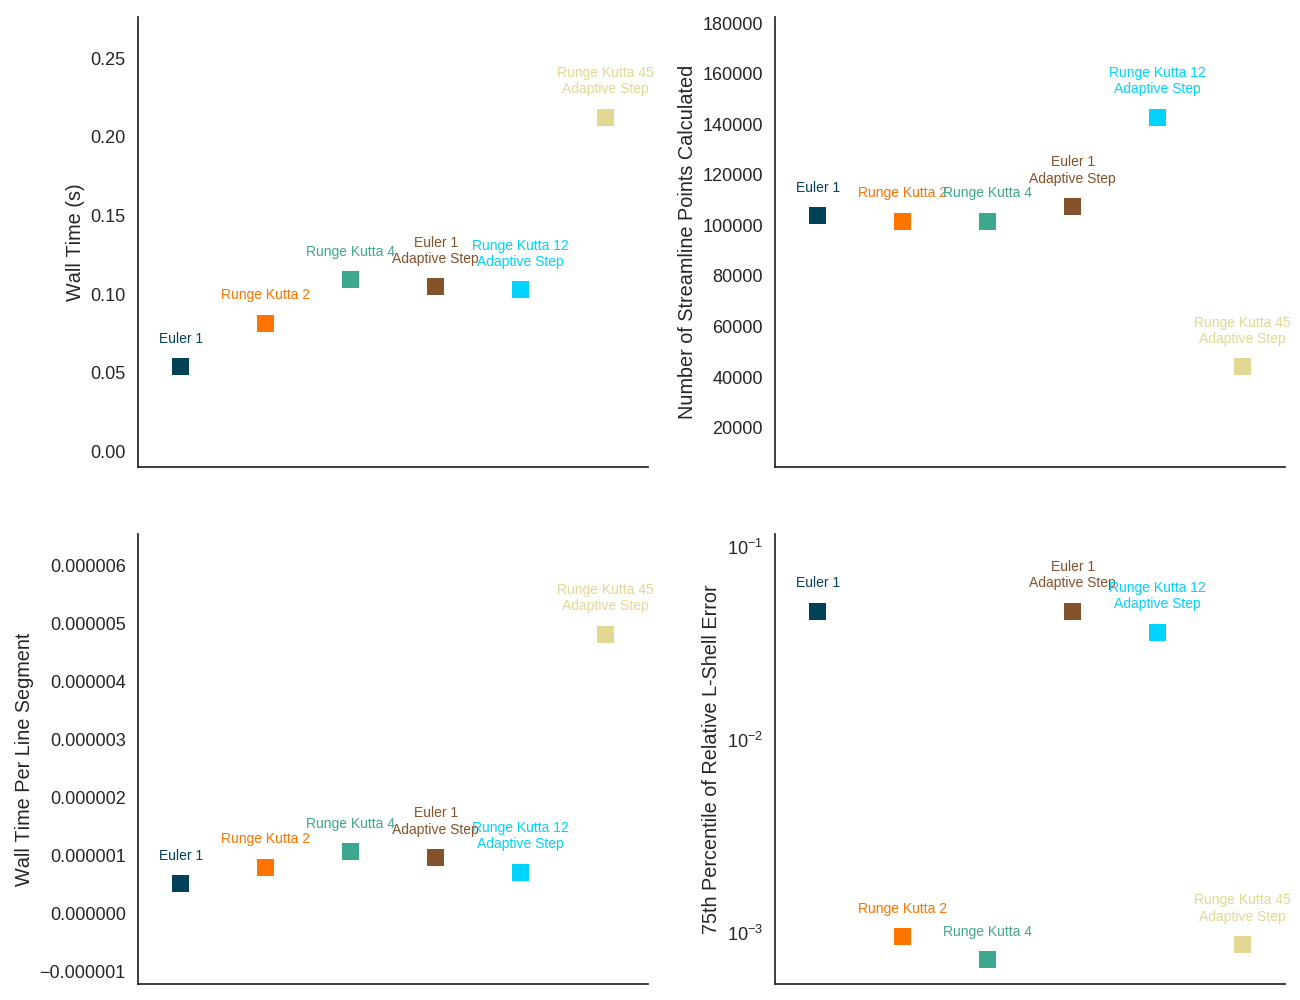 0.25
0.20
0.15
0.10
0.05
0.00
Wall Time (s)
Euler 1
Runge Kutta 2
Runge Kutta 4
Euler 1
Adaptive Step
Runge Kutta 12
Adaptive Step
Runge Kutta 45
Adaptive Step
180000
160000
140000
120000
100000
80000
60000
40000
20000
Number of Streamline Points Calculated
Euler 1
Runge Kutta 2
Runge Kutta 4
Euler 1
Adaptive Step
Runge Kutta 12
Adaptive Step
Runge Kutta 45
Adaptive Step
0.000006
0.000005
0.000004
0.000003
0.000002
0.000001
0.000000
−0.000001
Wall Time Per Line Segment
Euler 1
Runge Kutta 2
Runge Kutta 4
Euler 1
Adaptive Step
Runge Kutta 12
Adaptive Step
Runge Kutta 45
Adaptive Step
10⁻¹
10⁻²
10⁻³
75th Percentile of Relative L-Shell Error
Euler 1
Runge Kutta 2
Runge Kutta 4
Euler 1
Adaptive Step
Runge Kutta 12
Adaptive Step
Runge Kutta 45
Adaptive Step